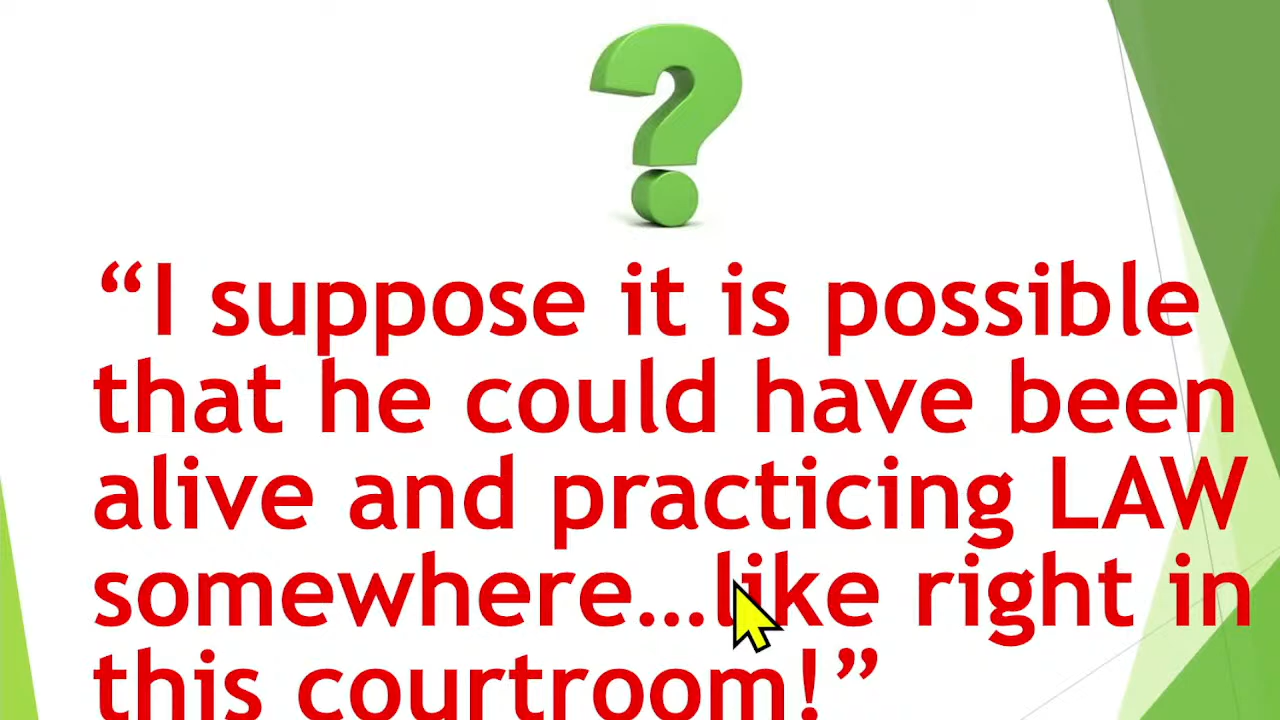 ?
“I suppose it is possible
that he could have been
alive and practicing LAW
somewhere...like right in
this courtroom!”